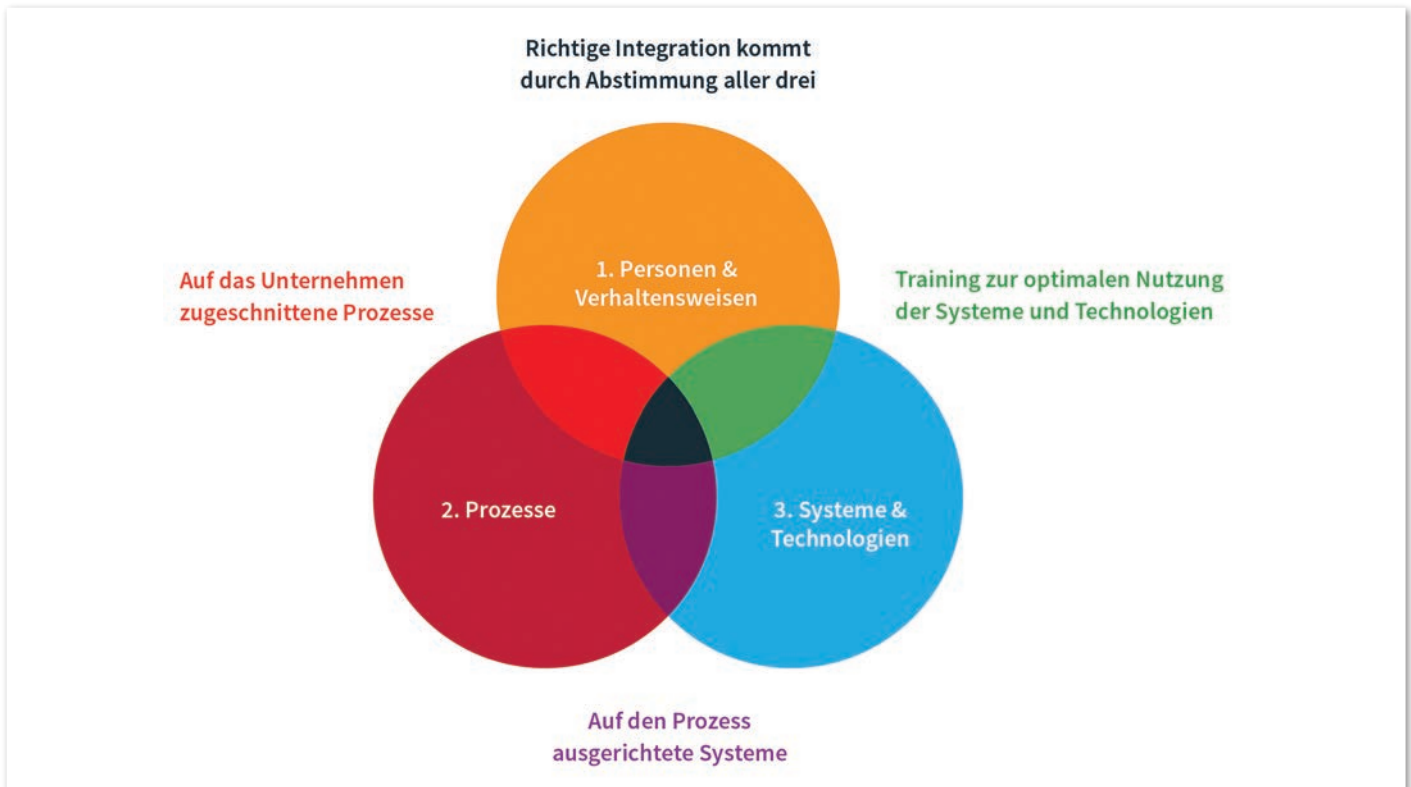 Richtige Integration kommt
durch Abstimmung aller drei
Auf das Unternehmen
zugeschnittene Prozesse
1. Personen &
Verhaltensweisen
Training zur optimalen Nutzung
der Systeme und Technologien
2. Prozesse
3. Systeme &
Technologien
Auf den Prozess
ausgerichtete Systeme